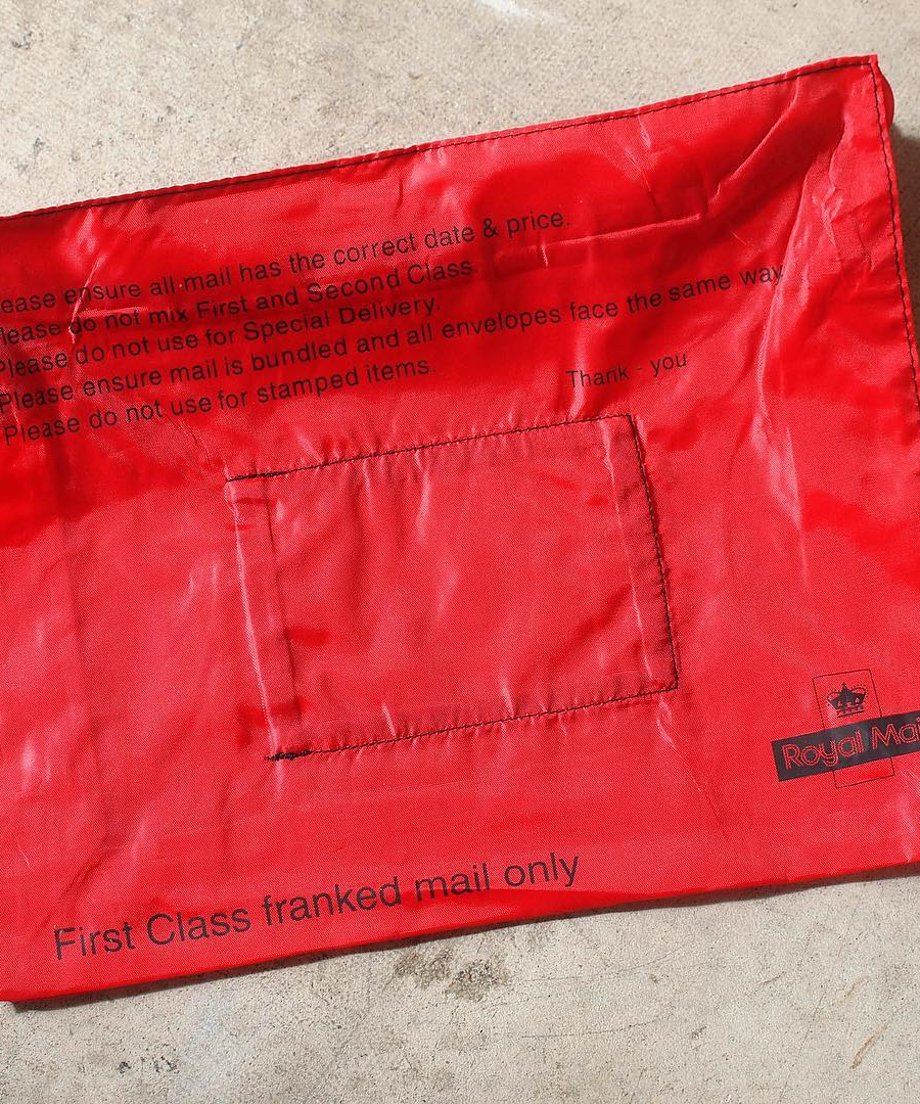 ease ensure all mail has the correct date & price.
lease do not mix First and Second Class
Please do not use for Special Delivery.
Please ensure mail is bundled and all envelopes face the same way
Please do not use for stamped items.
Thank - you
Royal Mai
First Class franked mail only